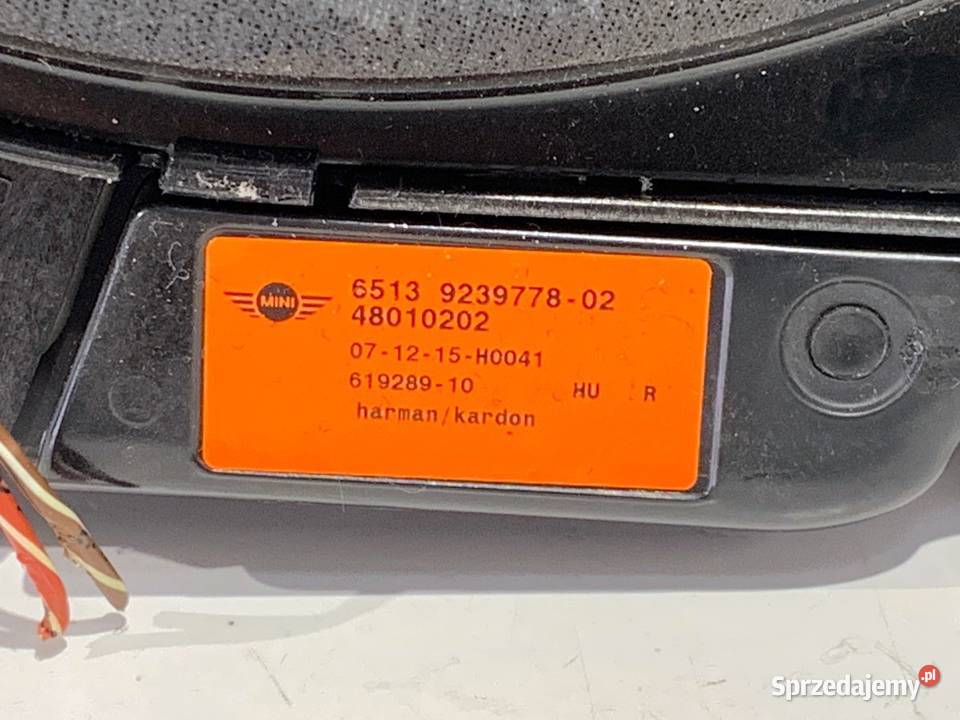 MINI
6513 9239778-02
48010202
07-12-15-H0041
619289-10 HU R
harman/kardon
Sprzedajemy.pl